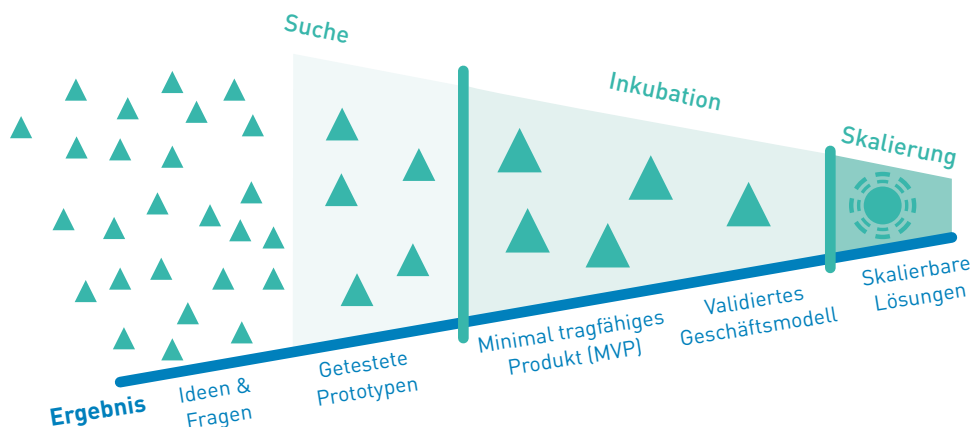 Suche
Inkubation
Skalierung
Ergebnis
Ideen &
Fragen
Getestete
Prototypen
Minimal tragfähiges
Produkt (MVP)
Validiertes
Geschäftsmodell
Skalierbare
Lösungen